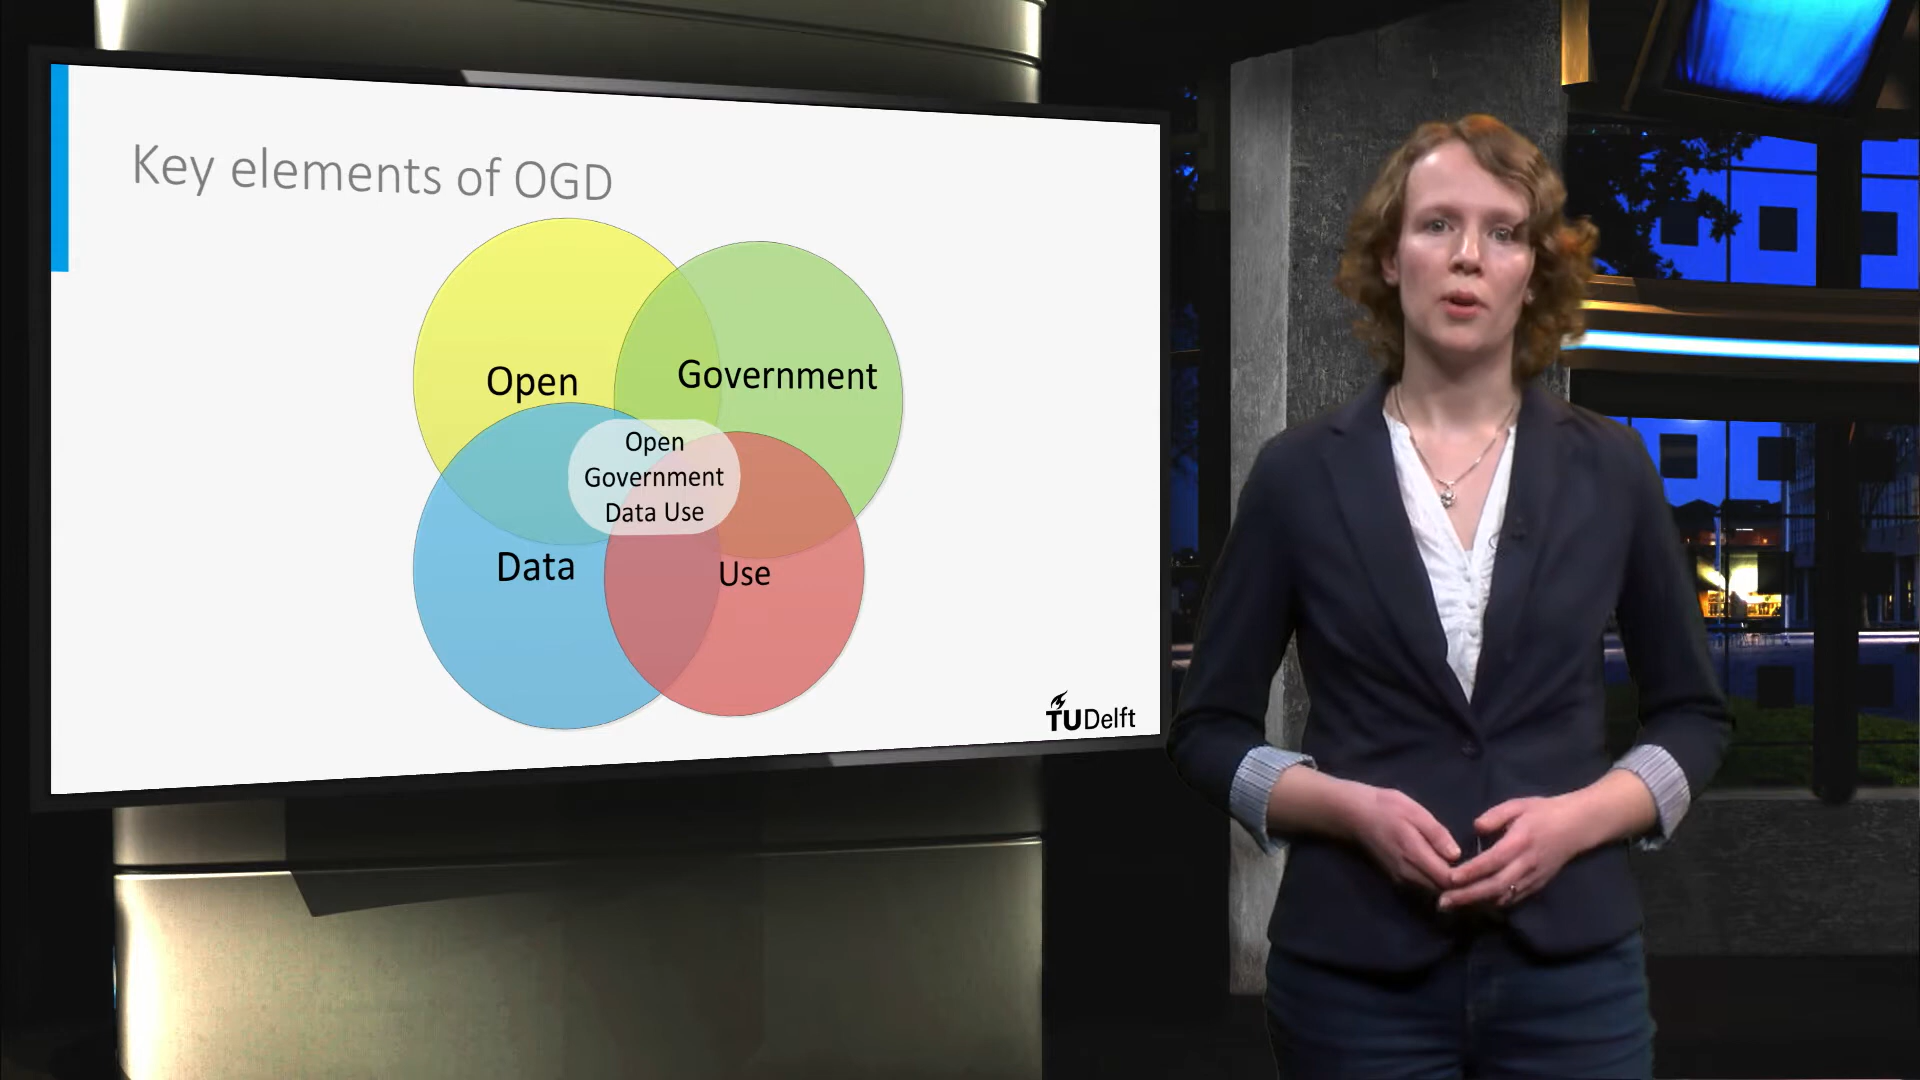 Key elements of OGD
Open
Government
Open
Government
Data Use
Data
Use
TUDelft